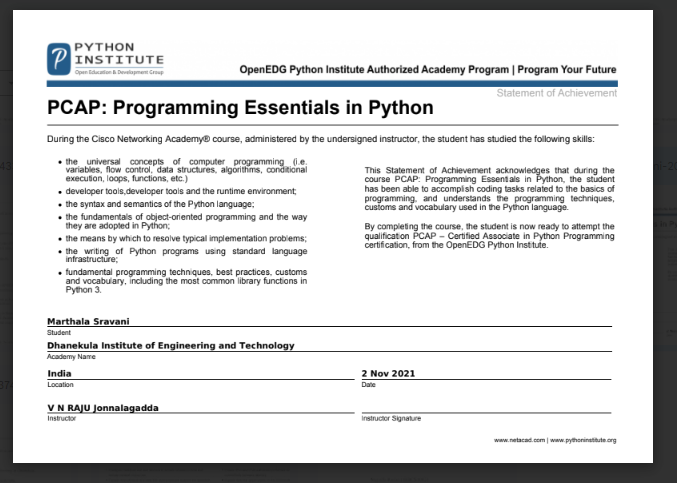 PYTHON
INSTITUTE
Open Education & Development Group
OpenEDG Python Institute Authorized Academy Program | Program Your Future
Statement of Achievement
PCAP: Programming Essentials in Python
During the Cisco Networking Academy® course, administered by the undersigned instructor, the student has studied the following skills:
• the universal concepts of computer programming (i.e.
variables, flow control, data structures, algorithms, conditional
execution, loops, functions, etc.)
• developer tools,developer tools and the runtime environment;
• the syntax and semantics of the Python language;
• the fundamentals of object-oriented programming and the way
they are adopted in Python;
• the means by which to resolve typical implementation problems;
• the writing of Python programs using standard language
infrastructure;
• fundamental programming techniques, best practices, customs
and vocabulary, including the most common library functions in
Python 3.
This Statement of Achievement acknowledges that during the
course PCAP: Programming Essentials in Python, the student
has been able to accomplish coding tasks related to the basics of
programming, and understands the programming techniques,
customs and vocabulary used in the Python language.
By completing the course, the student is now ready to attempt the
qualification PCAP – Certified Associate in Python Programming
certification, from the OpenEDG Python Institute.
Marthala Sravani
Student
Dhanekula Institute of Engineering and Technology
Academy Name
India
Location
2 Nov 2021
Date
V N RAJU Jonnalagadda
Instructor
Instructor Signature
www.netacad.com | www.pythoninstitute.org